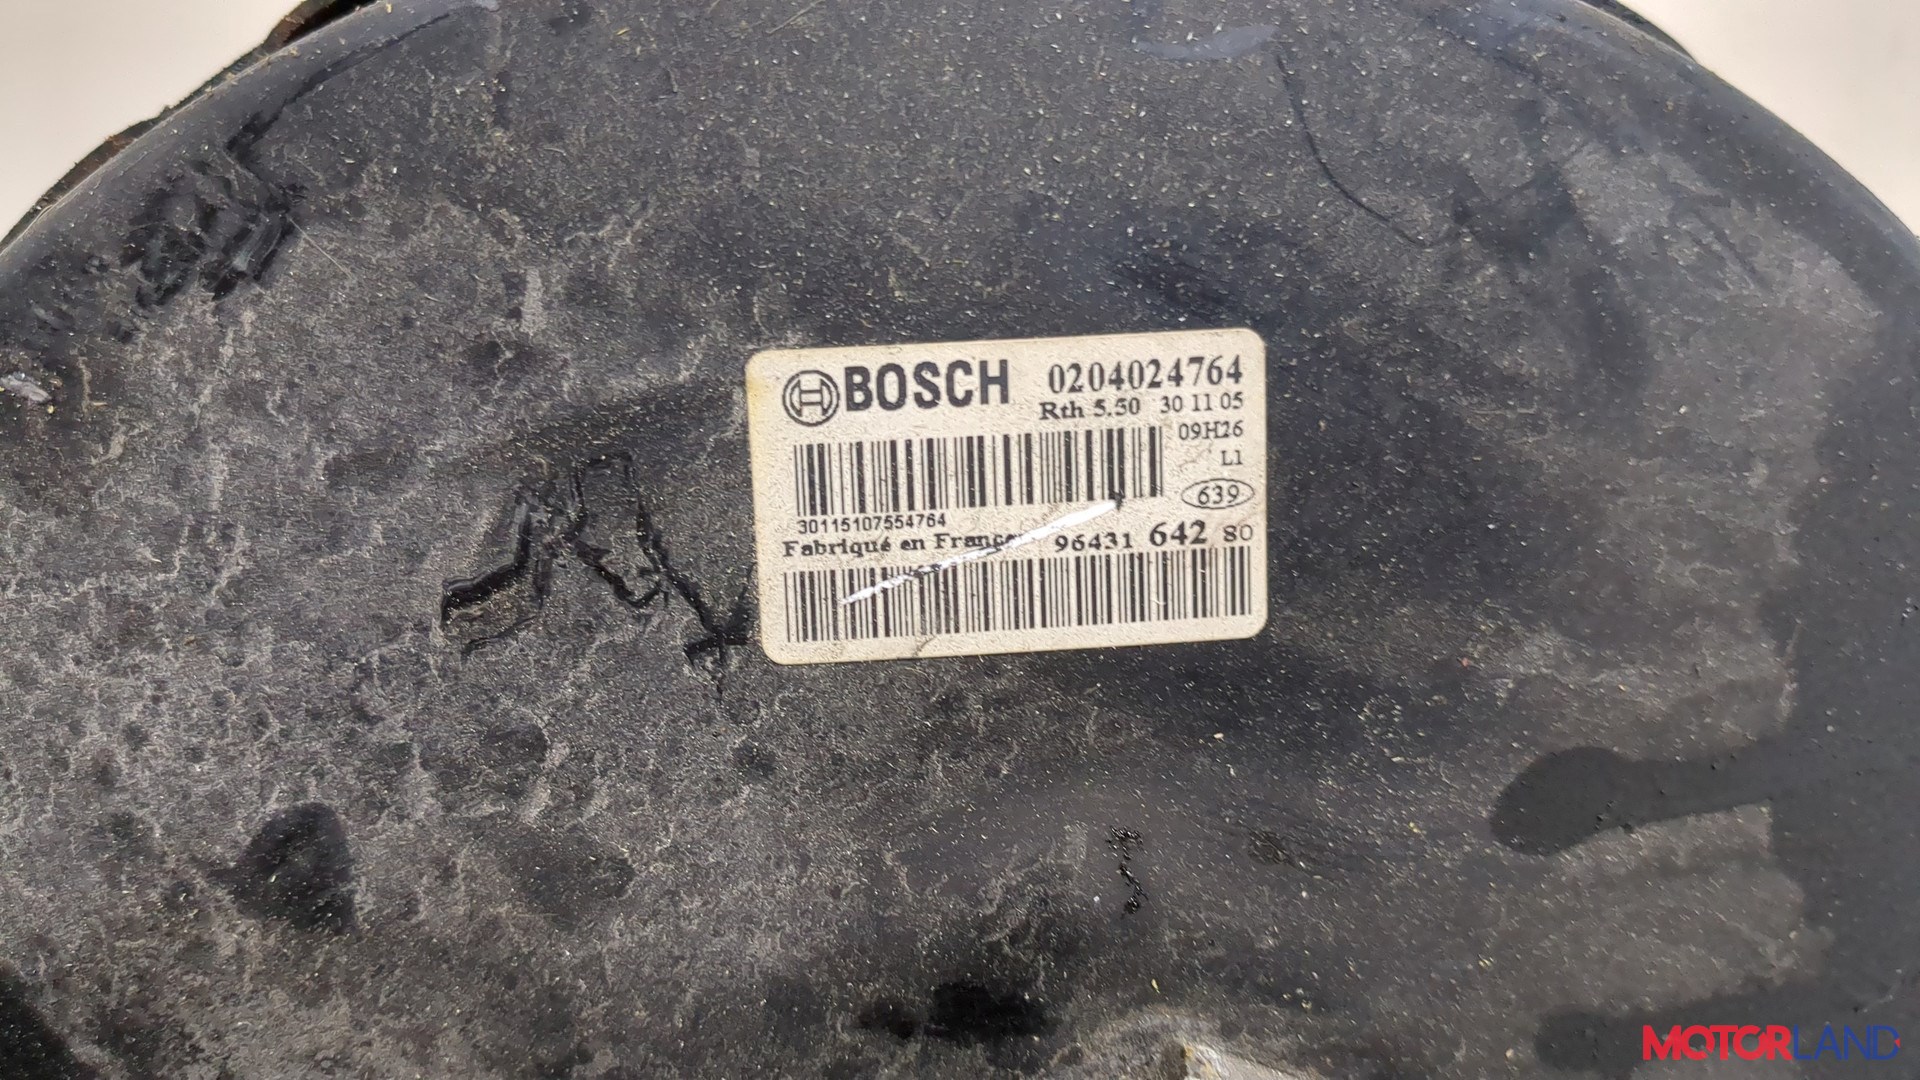 BOSCH 0204024764
Rth 5.50 30 11 05
09H26
L1
639
30115107554764
Fabriqué en France 96431 642 80
MOTORLAND